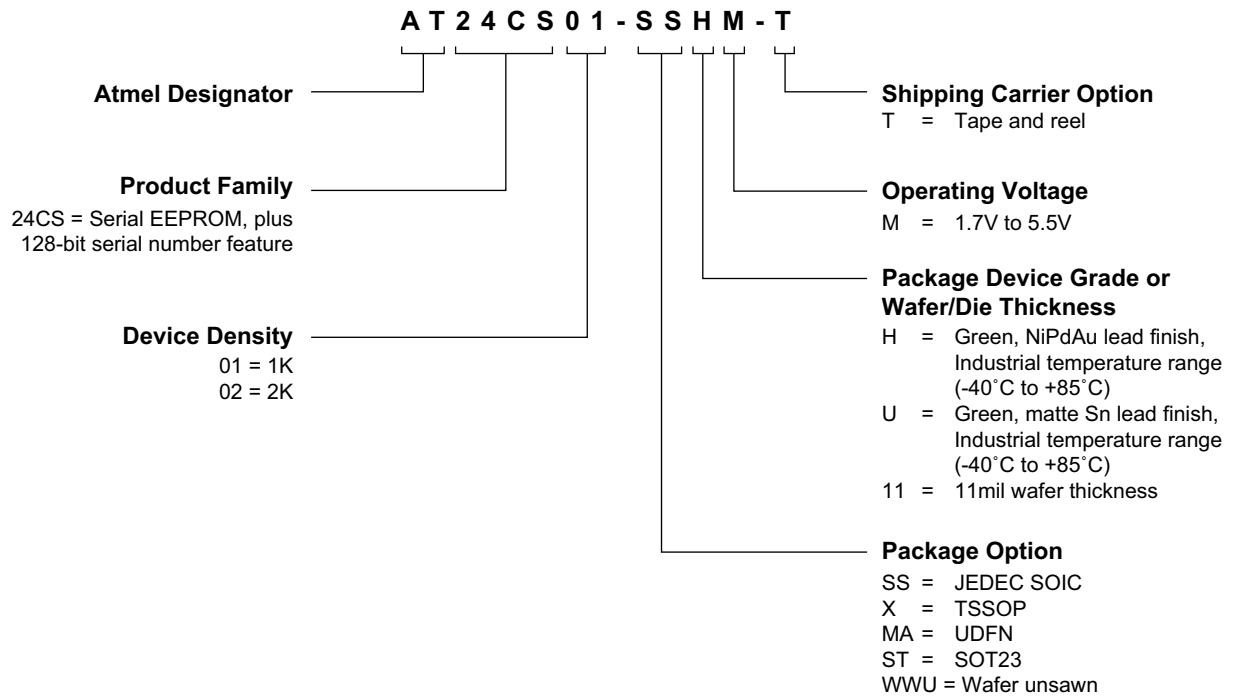 AT24CS01-SSHM-T
Atmel Designator
Product Family
24CS = Serial EEPROM, plus
128-bit serial number feature
Device Density
01 = 1K
02 = 2K
Shipping Carrier Option
T = Tape and reel
Operating Voltage
M = 1.7V to 5.5V
Package Device Grade or
Wafer/Die Thickness
H = Green, NiPdAu lead finish,
Industrial temperature range
(-40˚C to +85˚C)
U = Green, matte Sn lead finish,
Industrial temperature range
(-40˚C to +85˚C)
11 = 11mil wafer thickness
Package Option
SS = JEDEC SOIC
X = TSSOP
MA = UDFN
ST = SOT23
WWU = Wafer unsawn